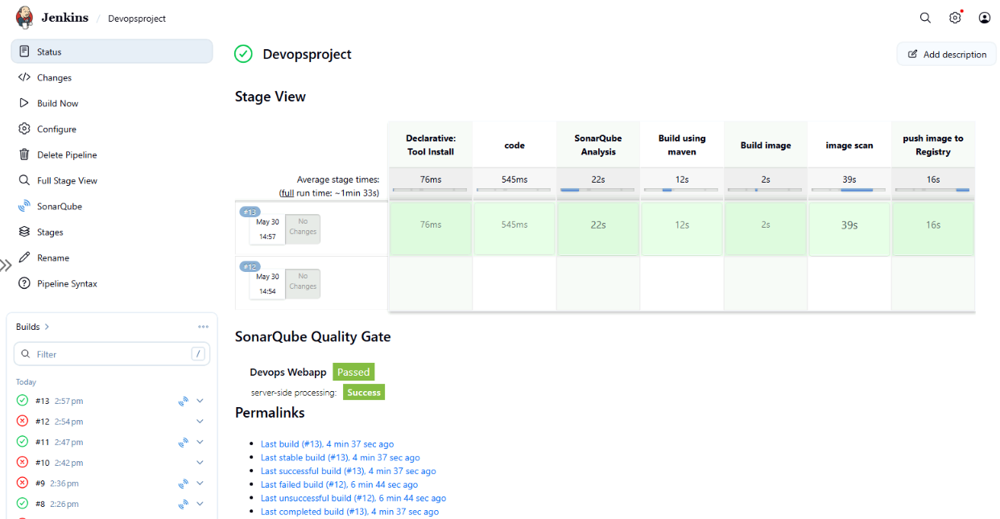 Jenkins / Devopsproject
Status
Changes
Build Now
Configure
Delete Pipeline
Full Stage View
SonarQube
Stages
Rename
Pipeline Syntax
Builds
Filter /
Today
#13 2:57 pm
#12 2:54 pm
#11 2:47 pm
#10 2:42 pm
#9 2:36 pm
#8 2:26 pm
Devopsproject
Add description
Stage View
Declarative: Tool Install
code
SonarQube Analysis
Build using maven
Build image
image scan
push image to Registry
Average stage times:
(full run time: ~1min 33s)
76ms 545ms 22s 12s 2s 39s 16s
#13
May 30
14:57
No Changes
76ms 545ms 22s 12s 2s 39s 16s
#12
May 30
14:54
No Changes
SonarQube Quality Gate
Devops Webapp Passed
server-side processing: Success
Permalinks
Last build (#13), 4 min 37 sec ago
Last stable build (#13), 4 min 37 sec ago
Last successful build (#13), 4 min 37 sec ago
Last failed build (#12), 6 min 44 sec ago
Last unsuccessful build (#12), 6 min 44 sec ago
Last completed build (#13), 4 min 37 sec ago